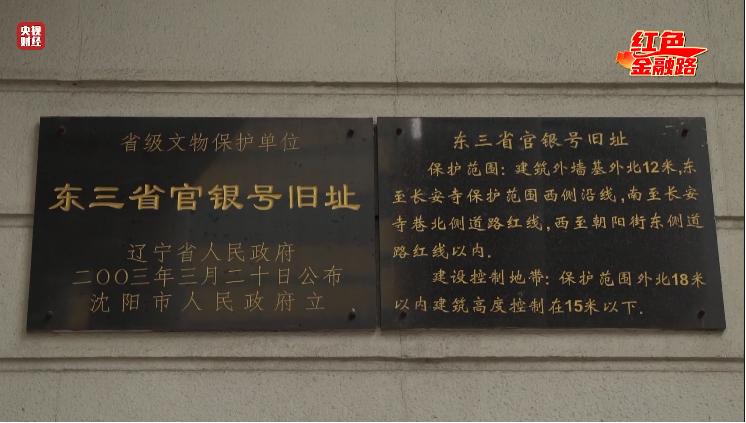 央视
财经
红色
金融路
省级文物保护单位
东三省官银号旧址
辽宁省人民政府
二〇〇三年三月二十日公布
沈阳市人民政府立
东三省官银号旧址
保护范围：建筑外墙基外北12米,东
至长安寺保护范围西侧沿线,南至长安
寺巷北侧道路红线,西至朝阳街东侧道
路红线以内.
建设控制地带：保护范围外北18米
以内建筑高度控制在15米以下.